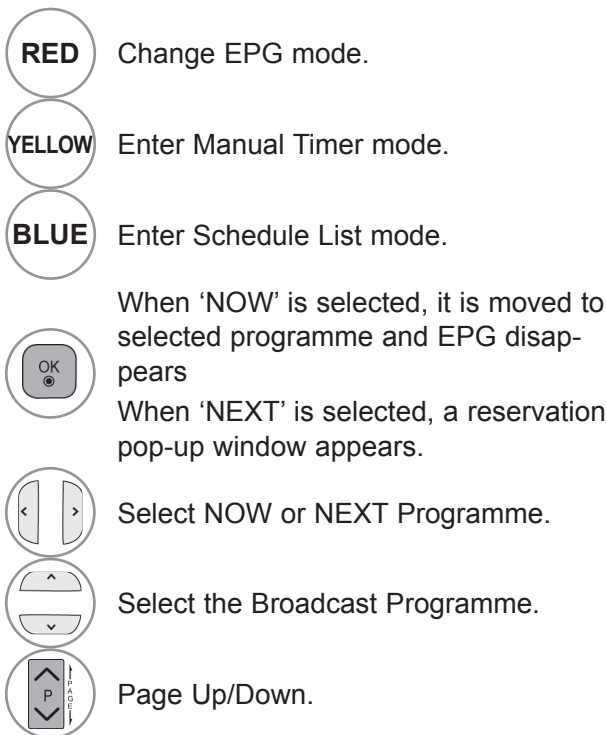 RED Change EPG mode.
YELLOW Enter Manual Timer mode.
BLUE Enter Schedule List mode.
When ‘NOW’ is selected, it is moved to
selected programme and EPG disap-
pears
OK
When ‘NEXT’ is selected, a reservation
pop-up window appears.
Select NOW or NEXT Programme.
Select the Broadcast Programme.
P PAGE Page Up/Down.